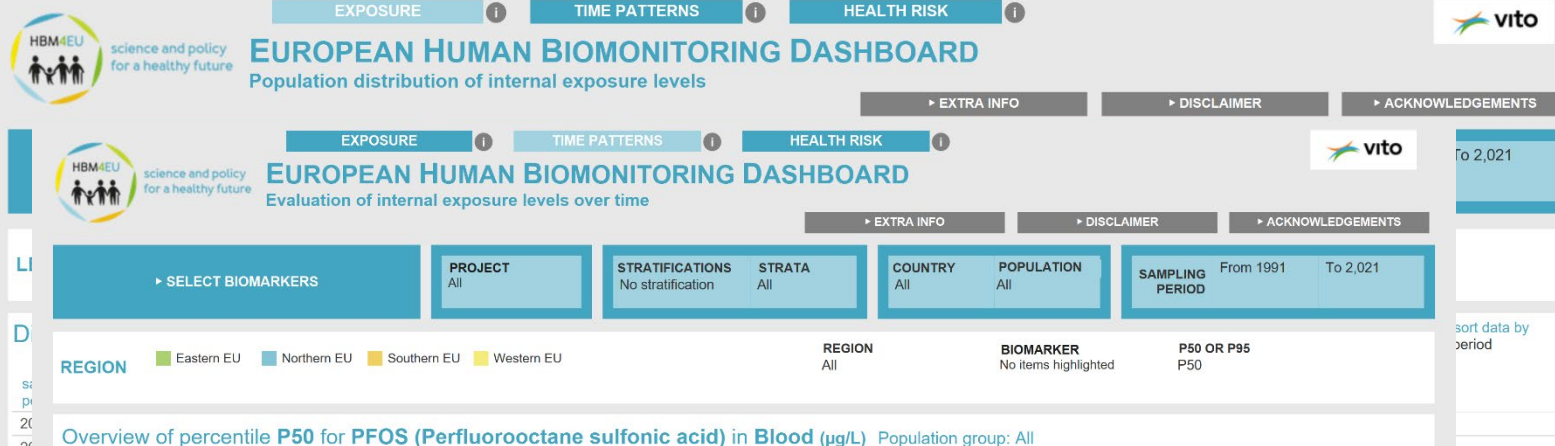 EXPOSURE i TIME PATTERNS i HEALTH RISK i
HBM4EU
science and policy
for a healthy future
EUROPEAN HUMAN BIOMONITORING DASHBOARD
Population distribution of internal exposure levels
vito
▸ EXTRA INFO ▸ DISCLAIMER ▸ ACKNOWLEDGEMENTS
EXPOSURE i TIME PATTERNS i HEALTH RISK i
HBM4EU
science and policy
for a healthy future
EUROPEAN HUMAN BIOMONITORING DASHBOARD
Evaluation of internal exposure levels over time
vito
To 2,021
▸ EXTRA INFO ▸ DISCLAIMER ▸ ACKNOWLEDGEMENTS
▸ SELECT BIOMARKERS
PROJECT
All
STRATIFICATIONS STRATA
No stratification All
COUNTRY POPULATION
All All
SAMPLING PERIOD
From 1991 To 2,021
sort data by
period
REGION Eastern EU Northern EU Southern EU Western EU
REGION
All
BIOMARKER
No items highlighted
P50 OR P95
P50
Overview of percentile P50 for PFOS (Perfluorooctane sulfonic acid) in Blood (µg/L) Population group: All